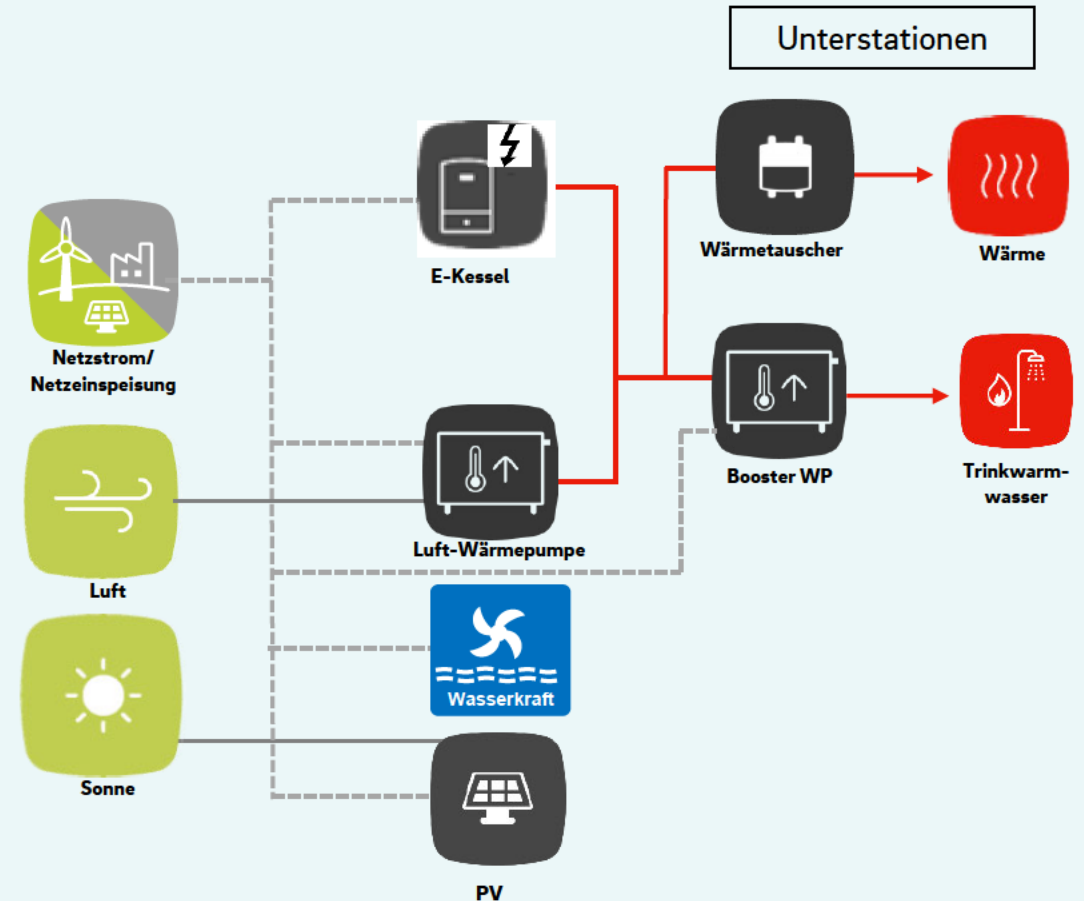 Unterstationen
E-Kessel
Wärmetauscher
Wärme
Netzstrom/
Netzeinspeisung
Luft-Wärmepumpe
Booster WP
Trinkwarm-
wasser
Luft
Wasserkraft
Sonne
PV